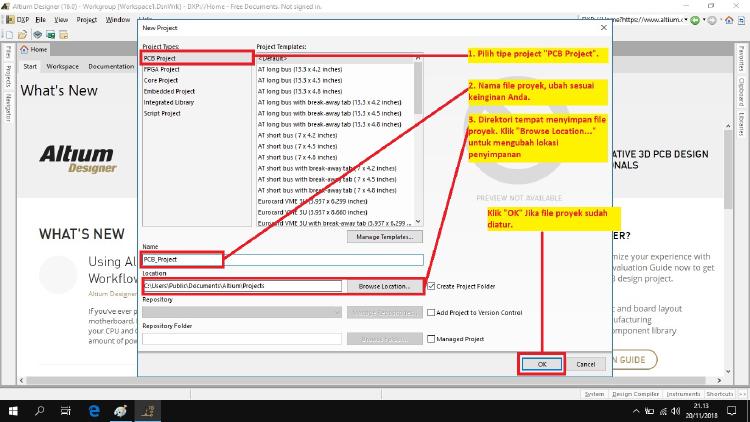 Altium Designer (16.0) - Workgroup [Workspace1.DsnWrk] - DXP://Home - Free Documents. Not signed in.
DXP File View Project Window
Home
Start Workspace Documentation
Files
Projects
Navigator
Favorites
Clipboard
Libraries
What's New
Altium
Designer
WHAT'S NEW
Using Al
Workflow
Altium Designer
If you've ever p
motherboard,
your CPU and
amount of pow
New Project
Project Types:
PCB Project
FPGA Project
Core Project
Embedded Project
Integrated Library
Script Project
Project Templates:
<Default>
AT long bus (13.3 x 4.2 inches)
AT long bus (13.3 x 4.5 inches)
AT long bus (13.3 x 4.8 inches)
AT long bus with break-away tab (13.3 x 4.2 inches)
AT long bus with break-away tab (13.3 x 4.5 inches)
AT long bus with break-away tab (13.3 x 4.8 inches)
AT short bus (7 x 4.2 inches)
AT short bus (7 x 4.5 inches)
AT short bus (7 x 4.8 inches)
AT short bus with break-away tab (7 x 4.2 inches)
AT short bus with break-away tab (7 x 4.5 inches)
AT short bus with break-away tab (7 x 4.8 inches)
Eurocard VME 3U (3.937 x 6.299 inches)
Eurocard VME 3U (3.937 x 8.660 inches)
Eurocard VME 3U with break-away tab (3.937 x 6.299 ...
Manage Templates...
Name
PCB_Project
Location
C:\Users\Public\Documents\Altium\Projects
Browse Location...
Create Project Folder
Repository
Manage Repositories...
Add Project to Version Control
Repository Folder
Browse Folder...
Managed Project
OK
Cancel
1. Pilih tipe project "PCB Project".
2. Nama file proyek, ubah sesuai
keinginan Anda.
3. Direktori tempat menyimpan file
proyek. Klik "Browse Location..."
untuk mengubah lokasi
penyimpanan
PREVIEW NOT AVAILABLE
Klik "OK" Jika file proyek sudah
diatur.
ATIVE 3D PCB DESIGN
NALS
ER?
mize your experience with
valuation Guide now to get
design project.
and board layout
ufacturing
omponent library
N GUIDE
System Design Compiler Instruments Shortcuts >>
21.13
20/11/2018